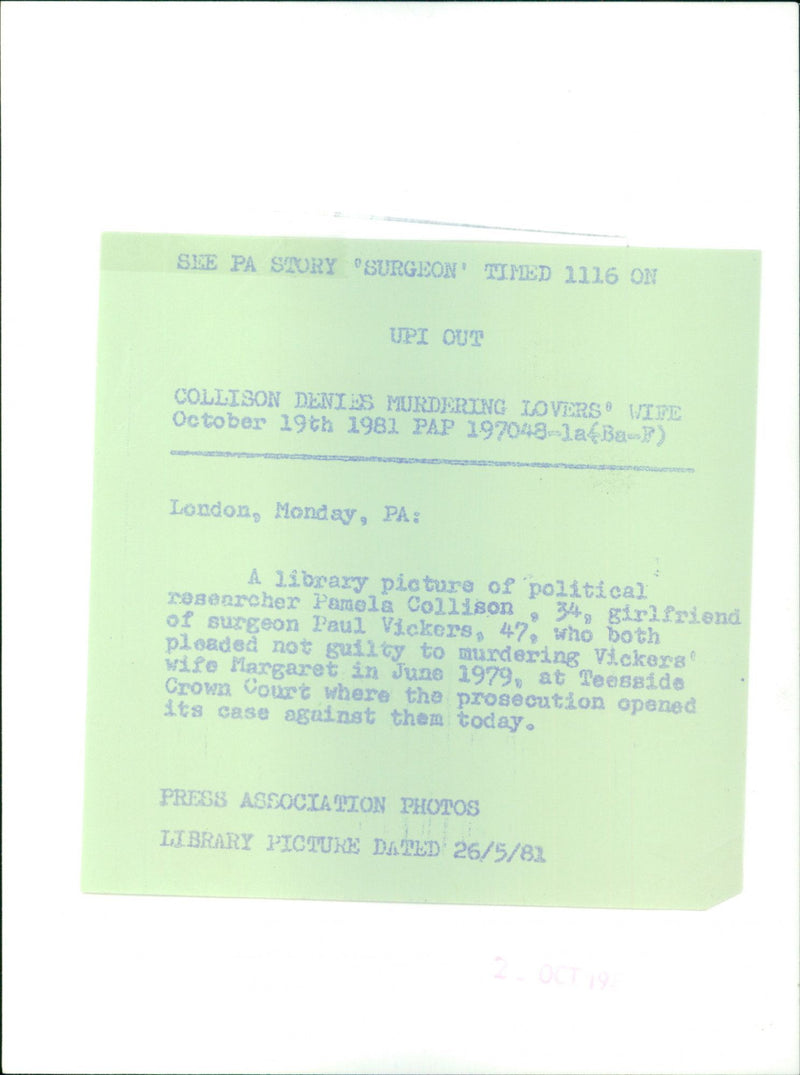 SEE PA STORY 'SURGEON' TIMED 1116 ON
UPI OUT
COLLISON DENIES MURDERING LOVERS' WIFE
October 19th 1981 PAP 197048-1a(Ba-F)
London, Monday, PA:
A library picture of political
researcher Pamela Collison , 34, girlfriend
of surgeon Paul Vickers, 47, who both
pleaded not guilty to murdering Vickers'
wife Margaret in June 1979, at Teesside
Crown Court where the prosecution opened
its case against them today.
PRESS ASSOCIATION PHOTOS
LIBRARY PICTURE DATED 26/5/81
OCT